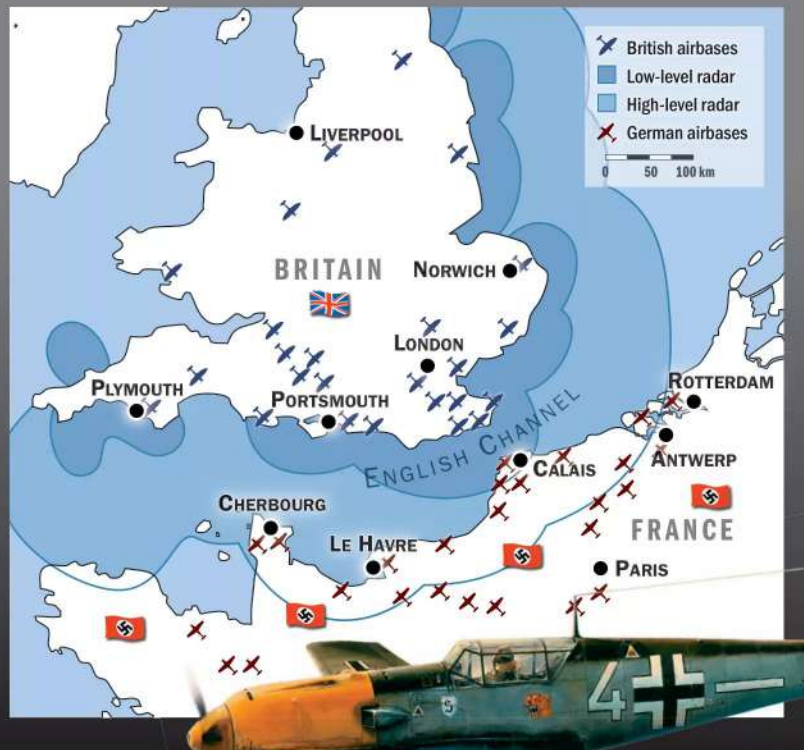 British airbases
Low-level radar
High-level radar
German airbases
0 50 100 km
LIVERPOOL
BRITAIN
NORWICH
LONDON
PLYMOUTH
PORTSMOUTH
ROTTERDAM
ENGLISH CHANNEL
ANTWERP
CALAIS
CHERBOURG
FRANCE
LE HAVRE
PARIS
4